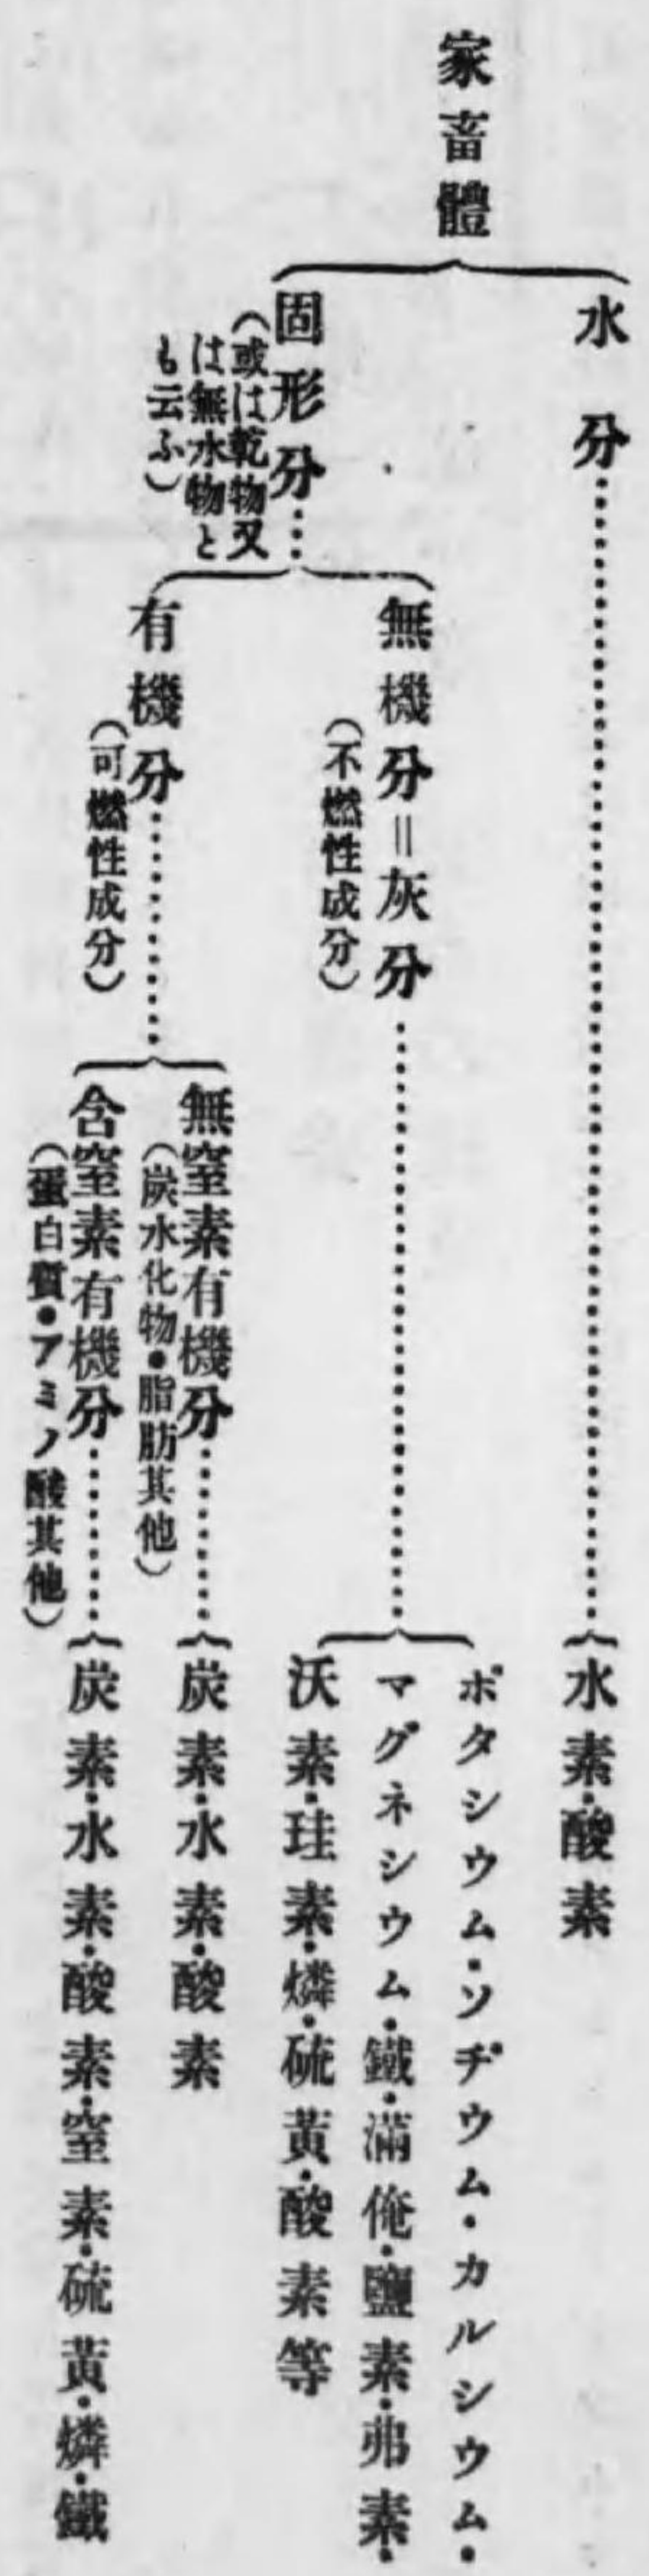 家畜體
水分………
水素・酸素
固形分…
(或は乾物又
は無水物と
も云ふ)
無機分=灰分………
(不燃性成分)
ポタシウム・ソヂウム・カルシウム・
マグネシウム・鐵・滿俺・鹽素・弗素・
沃素・珪素・燐・硫黃・酸素等
有機分………
(可燃性成分)
無窒素有機分………
(炭水化物・脂肪其他)
炭素・水素・酸素
含窒素有機分………
(蛋白質・アミノ酸其他)
炭素・水素・酸素・窒素・硫黃・燐・鐵